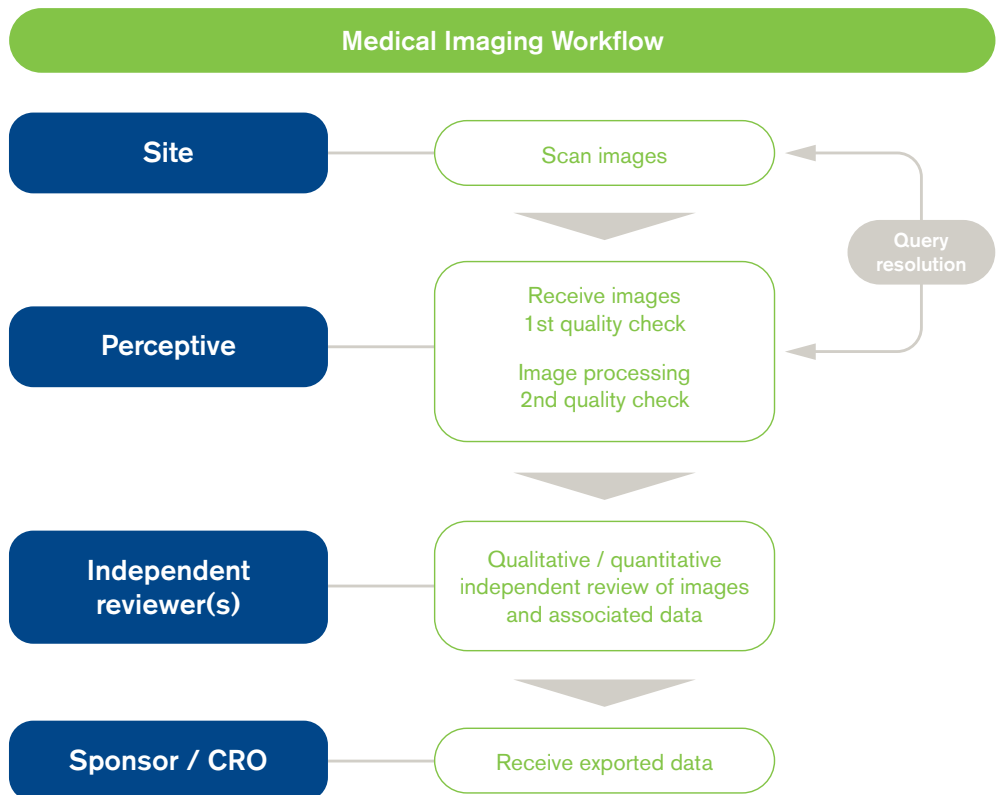 Medical Imaging Workflow
Site
Scan images
Query
resolution
Perceptive
Receive images
1st quality check
Image processing
2nd quality check
Independent
reviewer(s)
Qualitative / quantitative
independent review of images
and associated data
Sponsor / CRO
Receive exported data